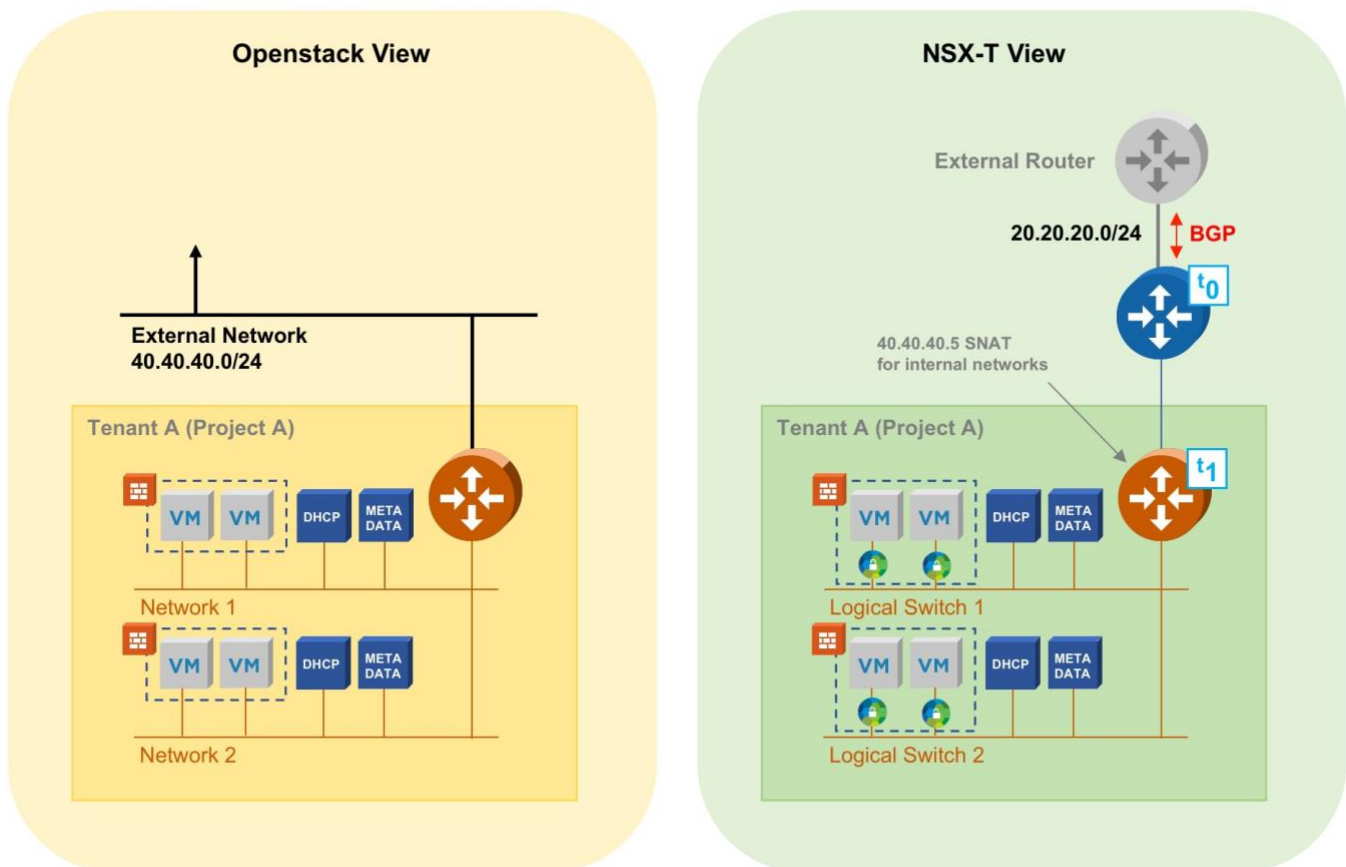 Openstack View
External Network
40.40.40.0/24
Tenant A (Project A)
VM
VM
DHCP
META
DATA
Network 1
VM
VM
DHCP
META
DATA
Network 2
NSX-T View
External Router
20.20.20.0/24
BGP
t0
40.40.40.5 SNAT
for internal networks
Tenant A (Project A)
t1
VM
VM
DHCP
META
DATA
Logical Switch 1
VM
VM
DHCP
META
DATA
Logical Switch 2